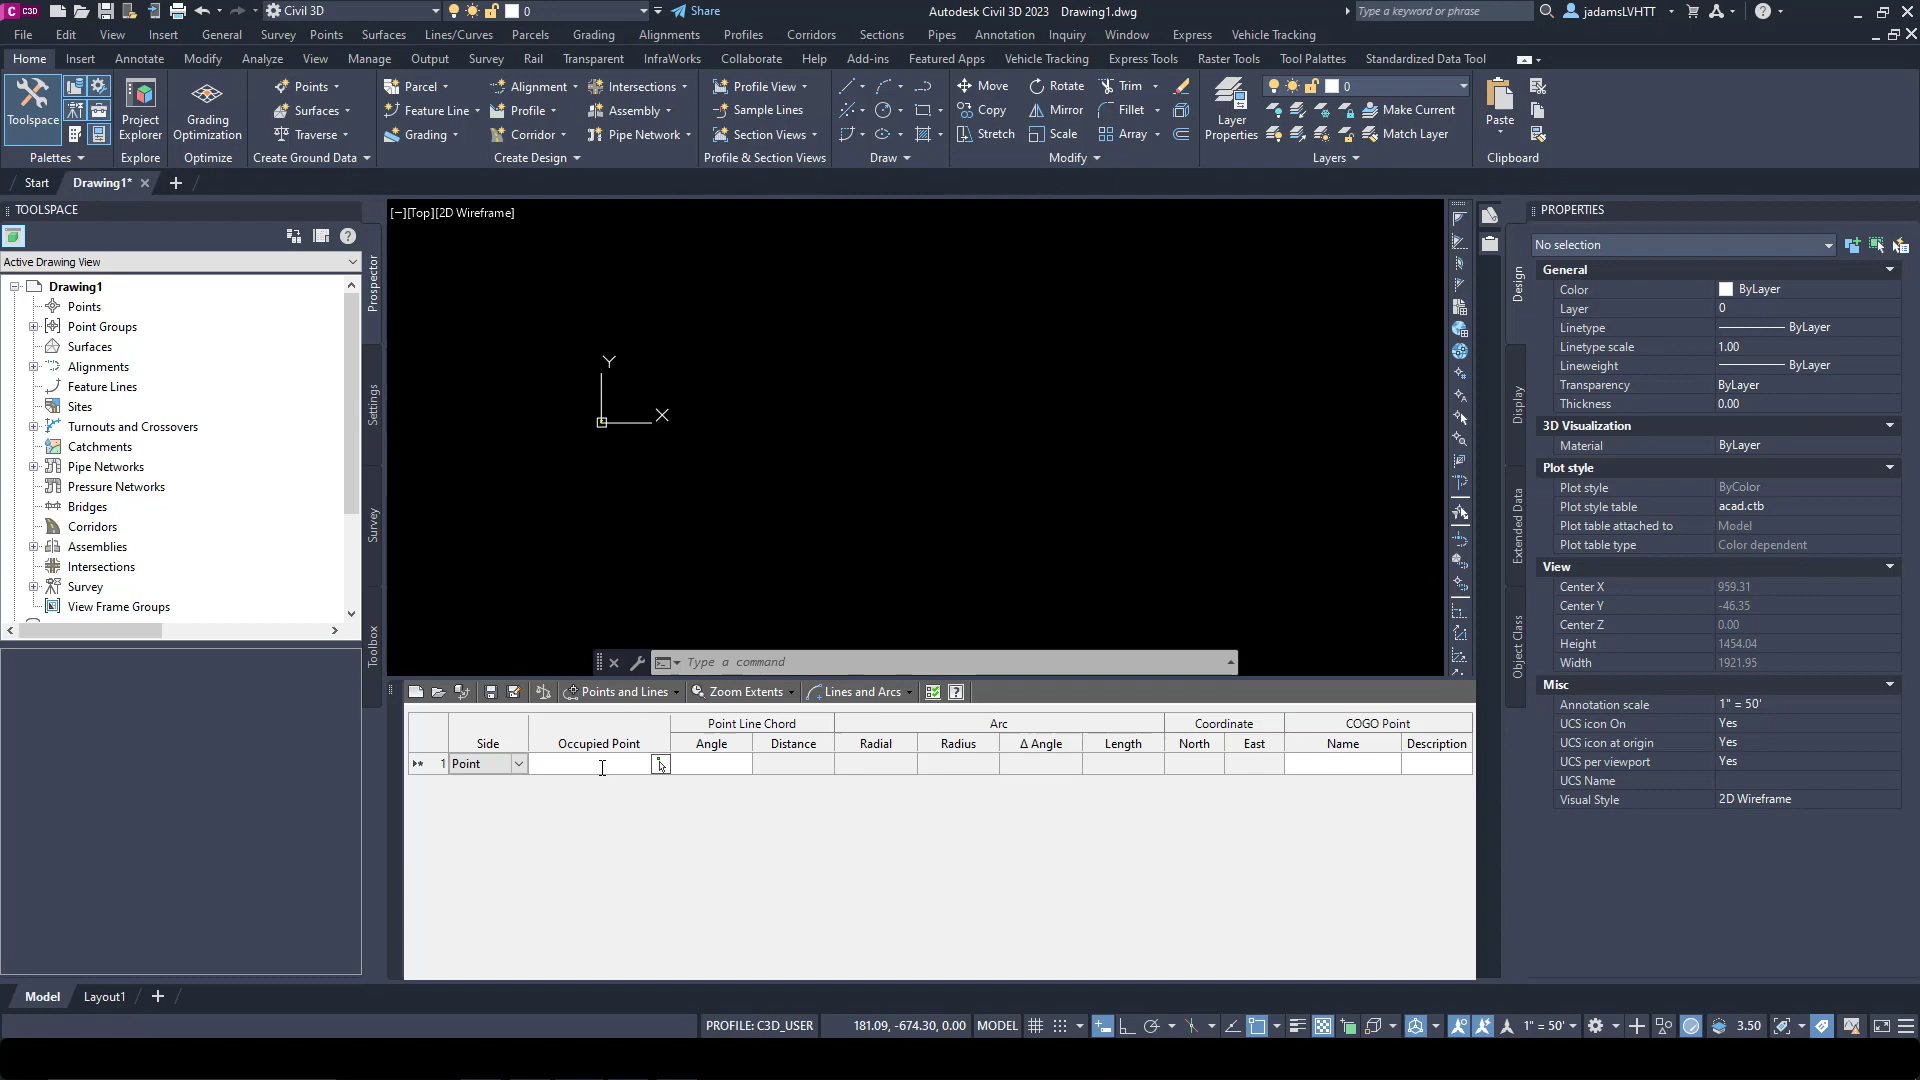 C C3D Civil 3D 0 Share Autodesk Civil 3D 2023 Drawing1.dwg Type a keyword or phrase jadamsLVHTT
File Edit View Insert General Survey Points Surfaces Lines/Curves Parcels Grading Alignments Profiles Corridors Sections Pipes Annotation Inquiry Window Express Vehicle Tracking
Home Insert Annotate Modify Analyze View Manage Output Survey Rail Transparent InfraWorks Collaborate Help Add-ins Featured Apps Vehicle Tracking Express Tools Raster Tools Tool Palettes Standardized Data Tool
Toolspace
Palettes
Project Explorer
Explore
Grading Optimization
Optimize
Points
Surfaces
Traverse
Create Ground Data
Parcel Alignment Intersections
Feature Line Profile Assembly
Grading Corridor Pipe Network
Create Design
Profile View
Sample Lines
Section Views
Profile & Section Views
Draw
Move Rotate Trim
Copy Mirror Fillet
Stretch Scale Array
Modify
Layer Properties
0
Make Current
Match Layer
Layers
Paste
Clipboard
Start Drawing1*
TOOLSPACE
Active Drawing View
Drawing1
Points
Point Groups
Surfaces
Alignments
Feature Lines
Sites
Turnouts and Crossovers
Catchments
Pipe Networks
Pressure Networks
Bridges
Corridors
Assemblies
Intersections
Survey
View Frame Groups
Prospector
Settings
Survey
Toolbox
[−][Top][2D Wireframe]
Y
X
Type a command
Points and Lines Zoom Extents Lines and Arcs
Point Line Chord Arc Coordinate COGO Point
Side Occupied Point Angle Distance Radial Radius Δ Angle Length North East Name Description
1 Point
PROPERTIES
No selection
Design
Display
Extended Data
Object Class
General
Color ByLayer
Layer 0
Linetype ByLayer
Linetype scale 1.00
Lineweight ByLayer
Transparency ByLayer
Thickness 0.00
3D Visualization
Material ByLayer
Plot style
Plot style ByColor
Plot style table acad.ctb
Plot table attached to Model
Plot table type Color dependent
View
Center X 959.31
Center Y -46.35
Center Z 0.00
Height 1454.04
Width 1921.95
Misc
Annotation scale 1" = 50'
UCS icon On Yes
UCS icon at origin Yes
UCS per viewport Yes
UCS Name
Visual Style 2D Wireframe
Model Layout1
PROFILE: C3D_USER 181.09, -674.30, 0.00 MODEL 1" = 50' 3.50